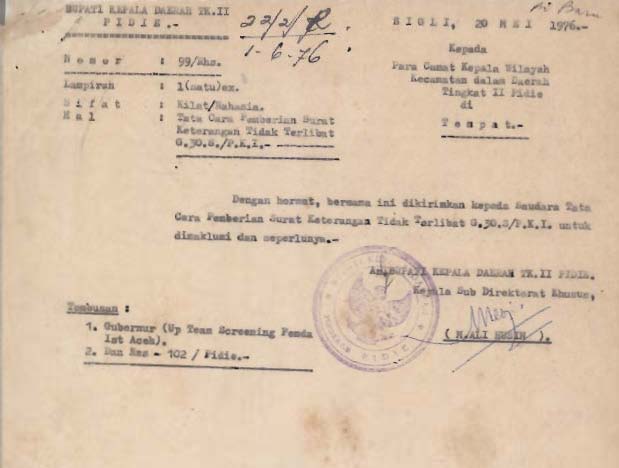 BUPATI KEPALA DAERAH TK.II
PIDIE.-
22/2/
1-6-76
SIGLI, 20 MEI 1976.-
Kepada
Para Camat Kepala Wilayah
Kecamatan dalam Daerah
Tingkat II Pidie
di
Tempat.-
Nomor : 99/Khs.
Lampiran : 1(satu)ex.
Sifat : Kilat/Rahasia.
Hal : Tata Cara Pemberian Surat
Keterangan Tidak Terlibat
G.30.S./P.K.I.-
Dengan hormat, bersama ini dikirimkan kepada Saudara Tata
Cara Pemberian Surat Keterangan Tidak Terlibat G.30.S/P.K.I. untuk
dimaklumi dan seperlunya.-
AN.BUPATI KEPALA DAERAH TK.II PIDIE.
Kepala Sub Direktorat Khusus,
PIDIE
( M.ALI HUSIN ).
Tembusan :
1. Gubernur (Up Team Screening Pemda
Ist Aceh).
2. Dan Res - 102 / Pidie.-